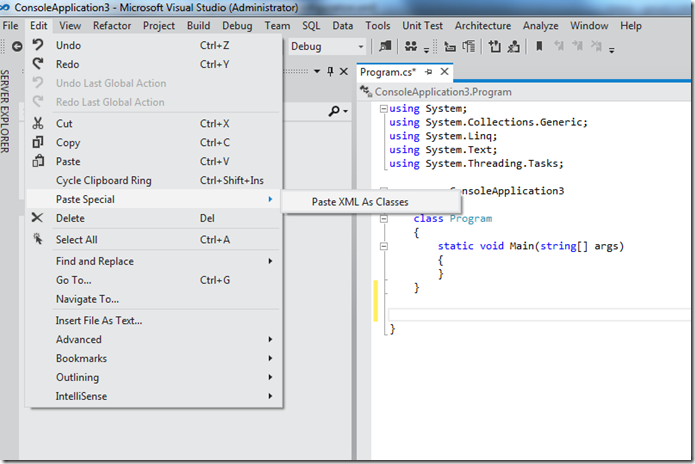 ConsoleApplication3 - Microsoft Visual Studio (Administrator)
File Edit View Refactor Project Build Debug Team SQL Data Tools Unit Test Architecture Analyze Window Help
Debug
SERVER EXPLORER
Undo Ctrl+Z
Redo Ctrl+Y
Undo Last Global Action
Redo Last Global Action
Cut Ctrl+X
Copy Ctrl+C
Paste Ctrl+V
Cycle Clipboard Ring Ctrl+Shift+Ins
Paste Special
Paste XML As Classes
Delete Del
Select All Ctrl+A
Find and Replace
Go To... Ctrl+G
Navigate To...
Insert File As Text...
Advanced
Bookmarks
Outlining
IntelliSense
Program.cs*
ConsoleApplication3.Program
using System;
using System.Collections.Generic;
using System.Linq;
using System.Text;
using System.Threading.Tasks;
ConsoleApplication3
class Program
{
static void Main(string[] args)
{
}
}
}